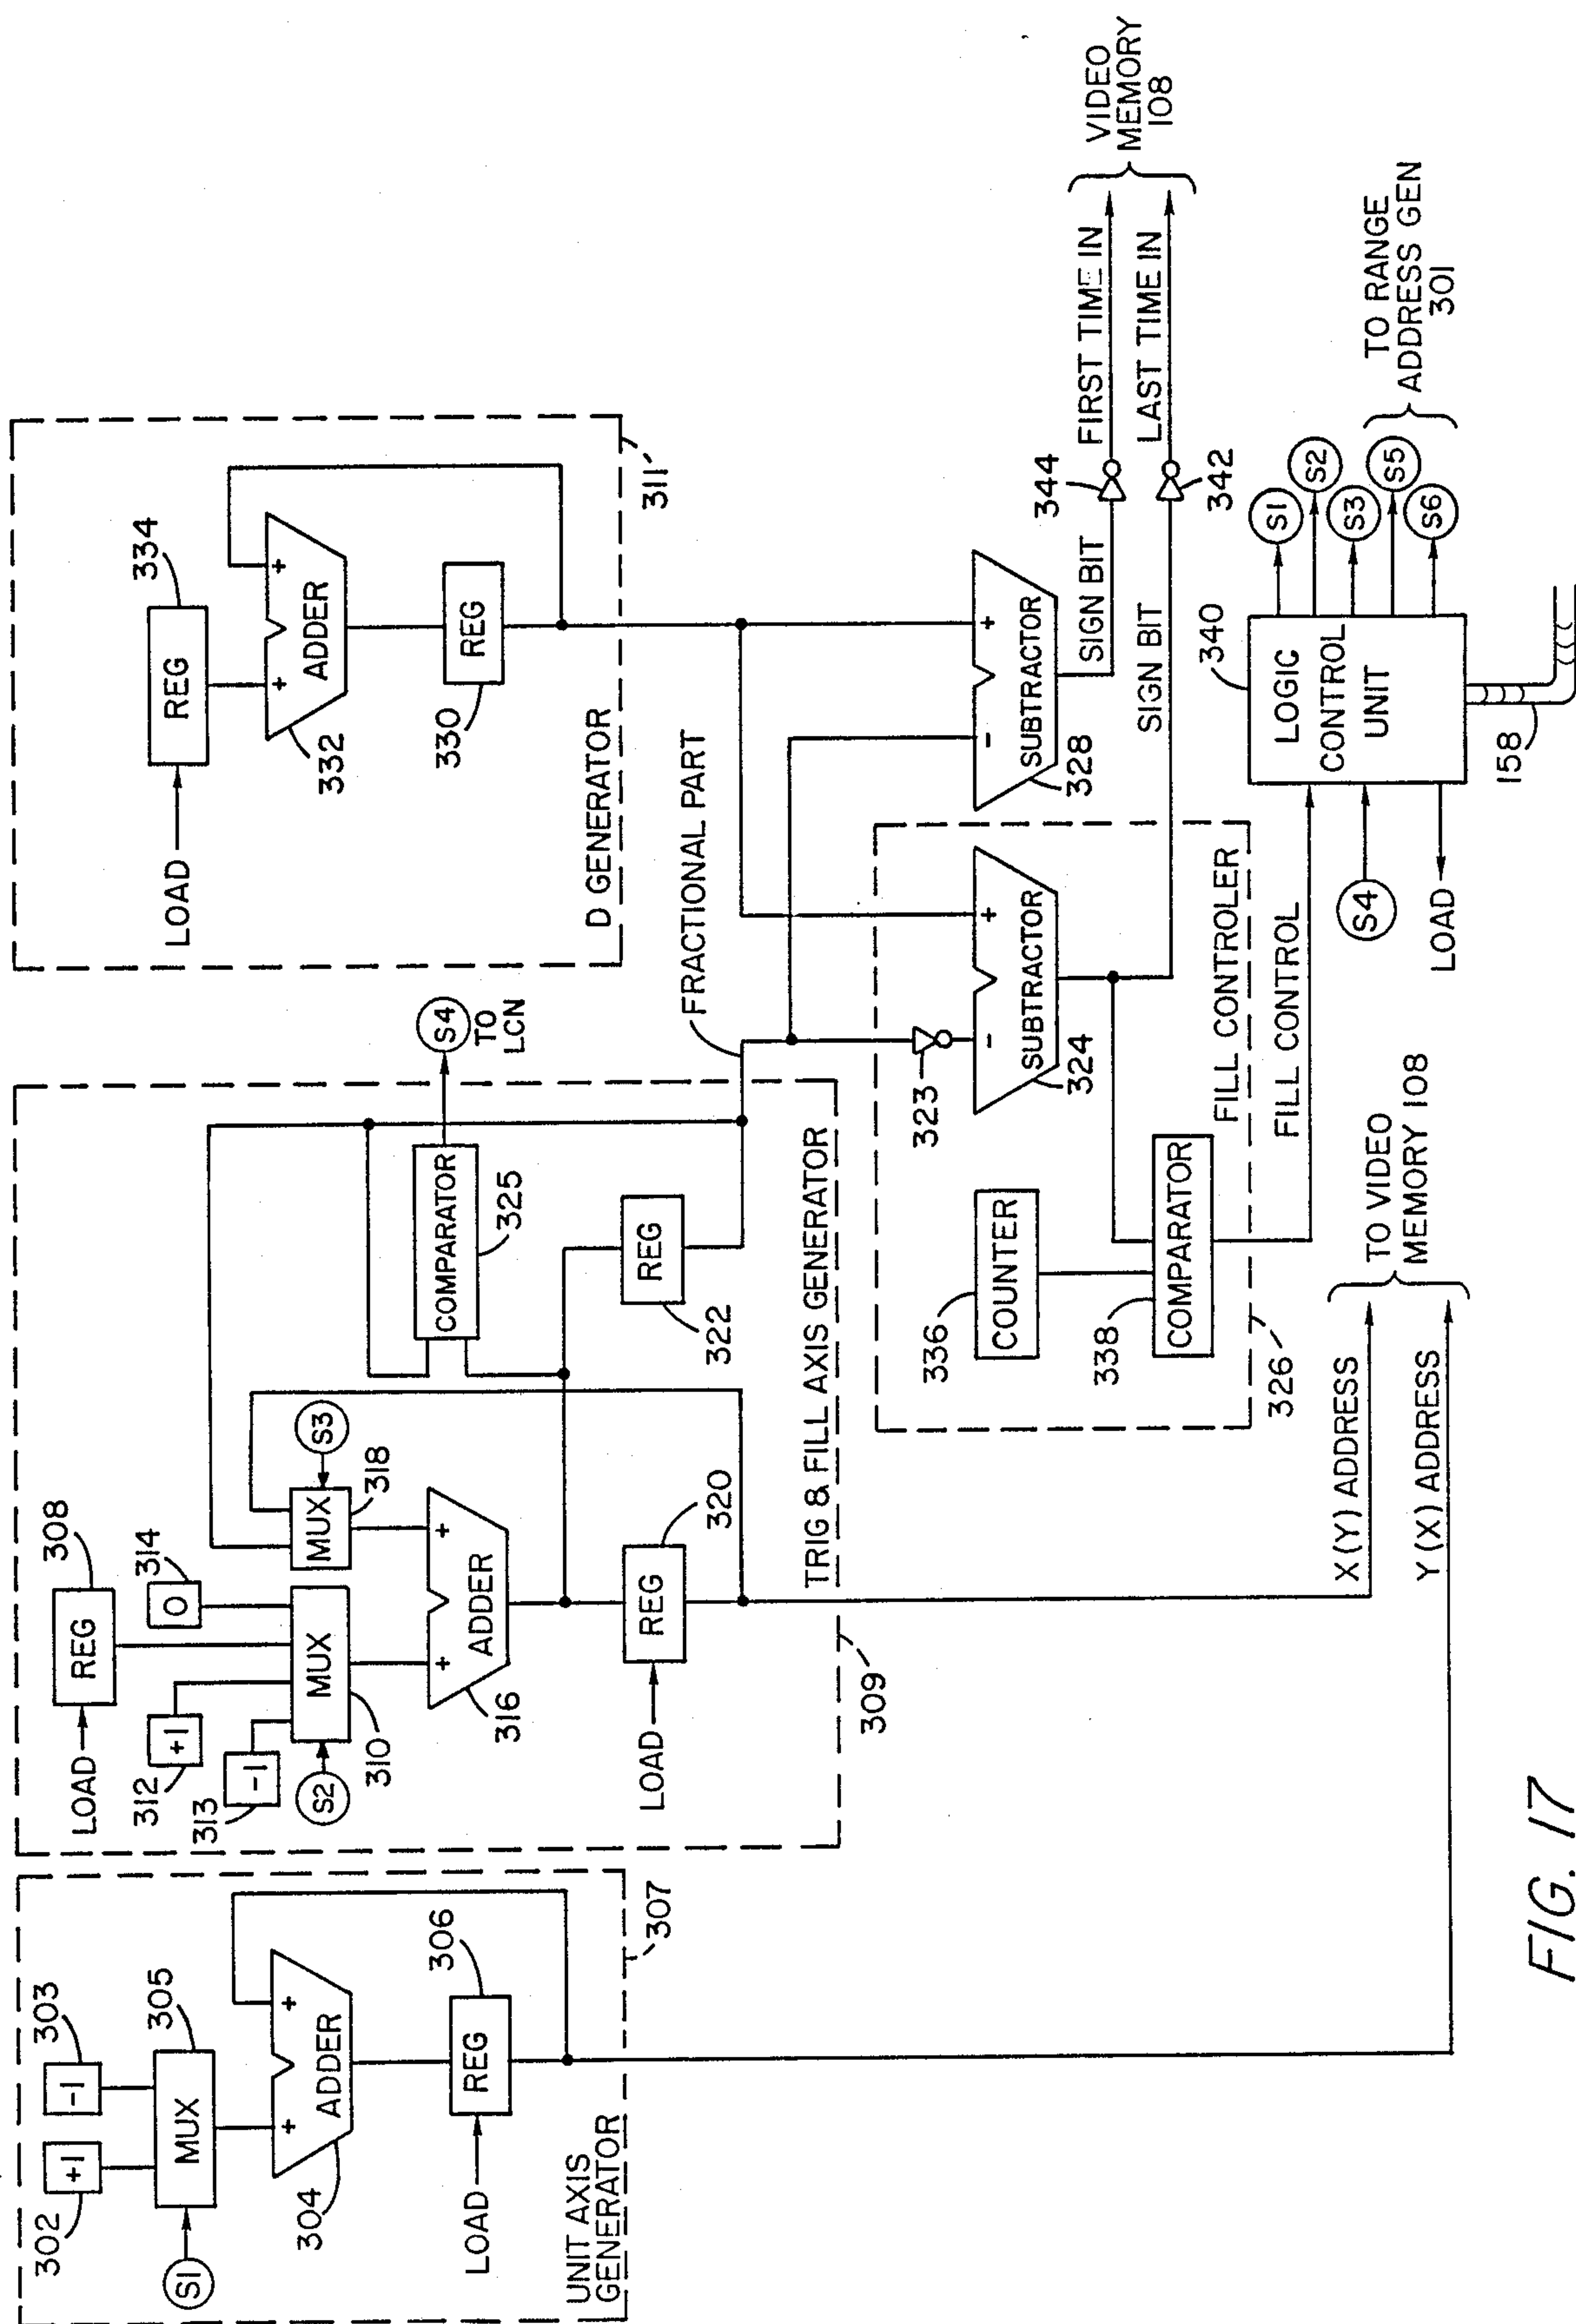 302
+1
303
-1
S1
MUX
305
+
+
ADDER
304
LOAD
REG
306
UNIT AXIS
GENERATOR
307
LOAD
REG
308
312
+1
313
-1
0
314
S2
MUX
310
MUX
S3
318
+
+
ADDER
316
LOAD
REG
320
COMPARATOR
325
S4
TO
LCN
REG
322
TRIG & FILL AXIS GENERATOR
309
LOAD
REG
334
+
+
ADDER
332
REG
330
D GENERATOR
311
FRACTIONAL PART
323
-
+
SUBTRACTOR
324
-
+
SUBTRACTOR
328
336
COUNTER
338
COMPARATOR
FILL CONTROLER
326
SIGN BIT
344
FIRST TIME IN
SIGN BIT
342
LAST TIME IN
VIDEO
MEMORY
108
FILL CONTROL
S4
LOAD
LOGIC
CONTROL
UNIT
340
S1
S2
S3
S5
S6
TO RANGE
ADDRESS GEN
301
158
X (Y) ADDRESS
Y (X) ADDRESS
TO VIDEO
MEMORY 108
FIG. 17